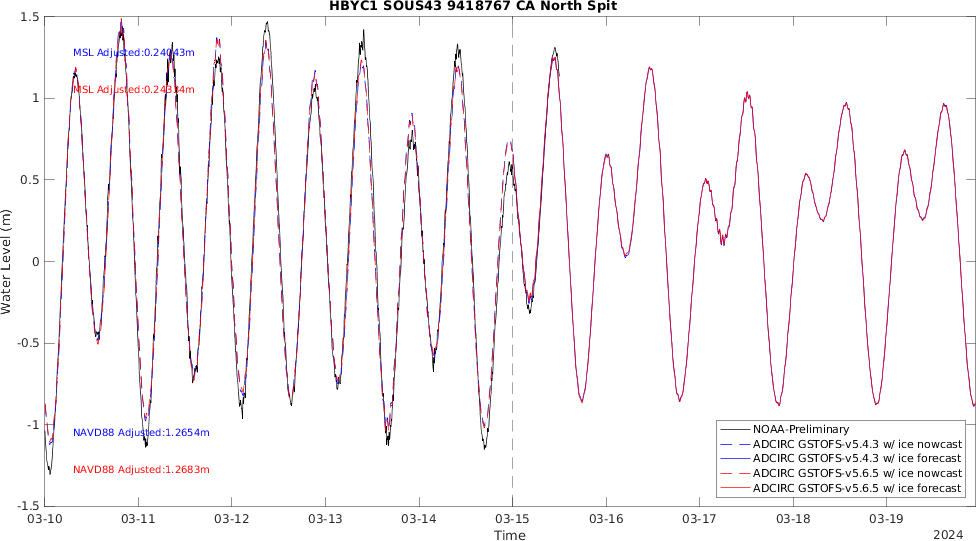 HBYC1 SOUS43 9418767 CA North Spit
1.5
1
0.5
0
-0.5
-1
-1.5
Water Level (m)
MSL Adjusted:0.24043m
MSL Adjusted:
NAVD88 Adjusted:1.2654m
NAVD88 Adjusted:1.2683m
NOAA-Preliminary
ADCIRC GSTOFS-v5.4.3 w/ ice nowcast
ADCIRC GSTOFS-v5.4.3 w/ ice forecast
ADCIRC GSTOFS-v5.6.5 w/ ice nowcast
ADCIRC GSTOFS-v5.6.5 w/ ice forecast
03-10 03-11 03-12 03-13 03-14 03-15 03-16 03-17 03-18 03-19
Time
2024